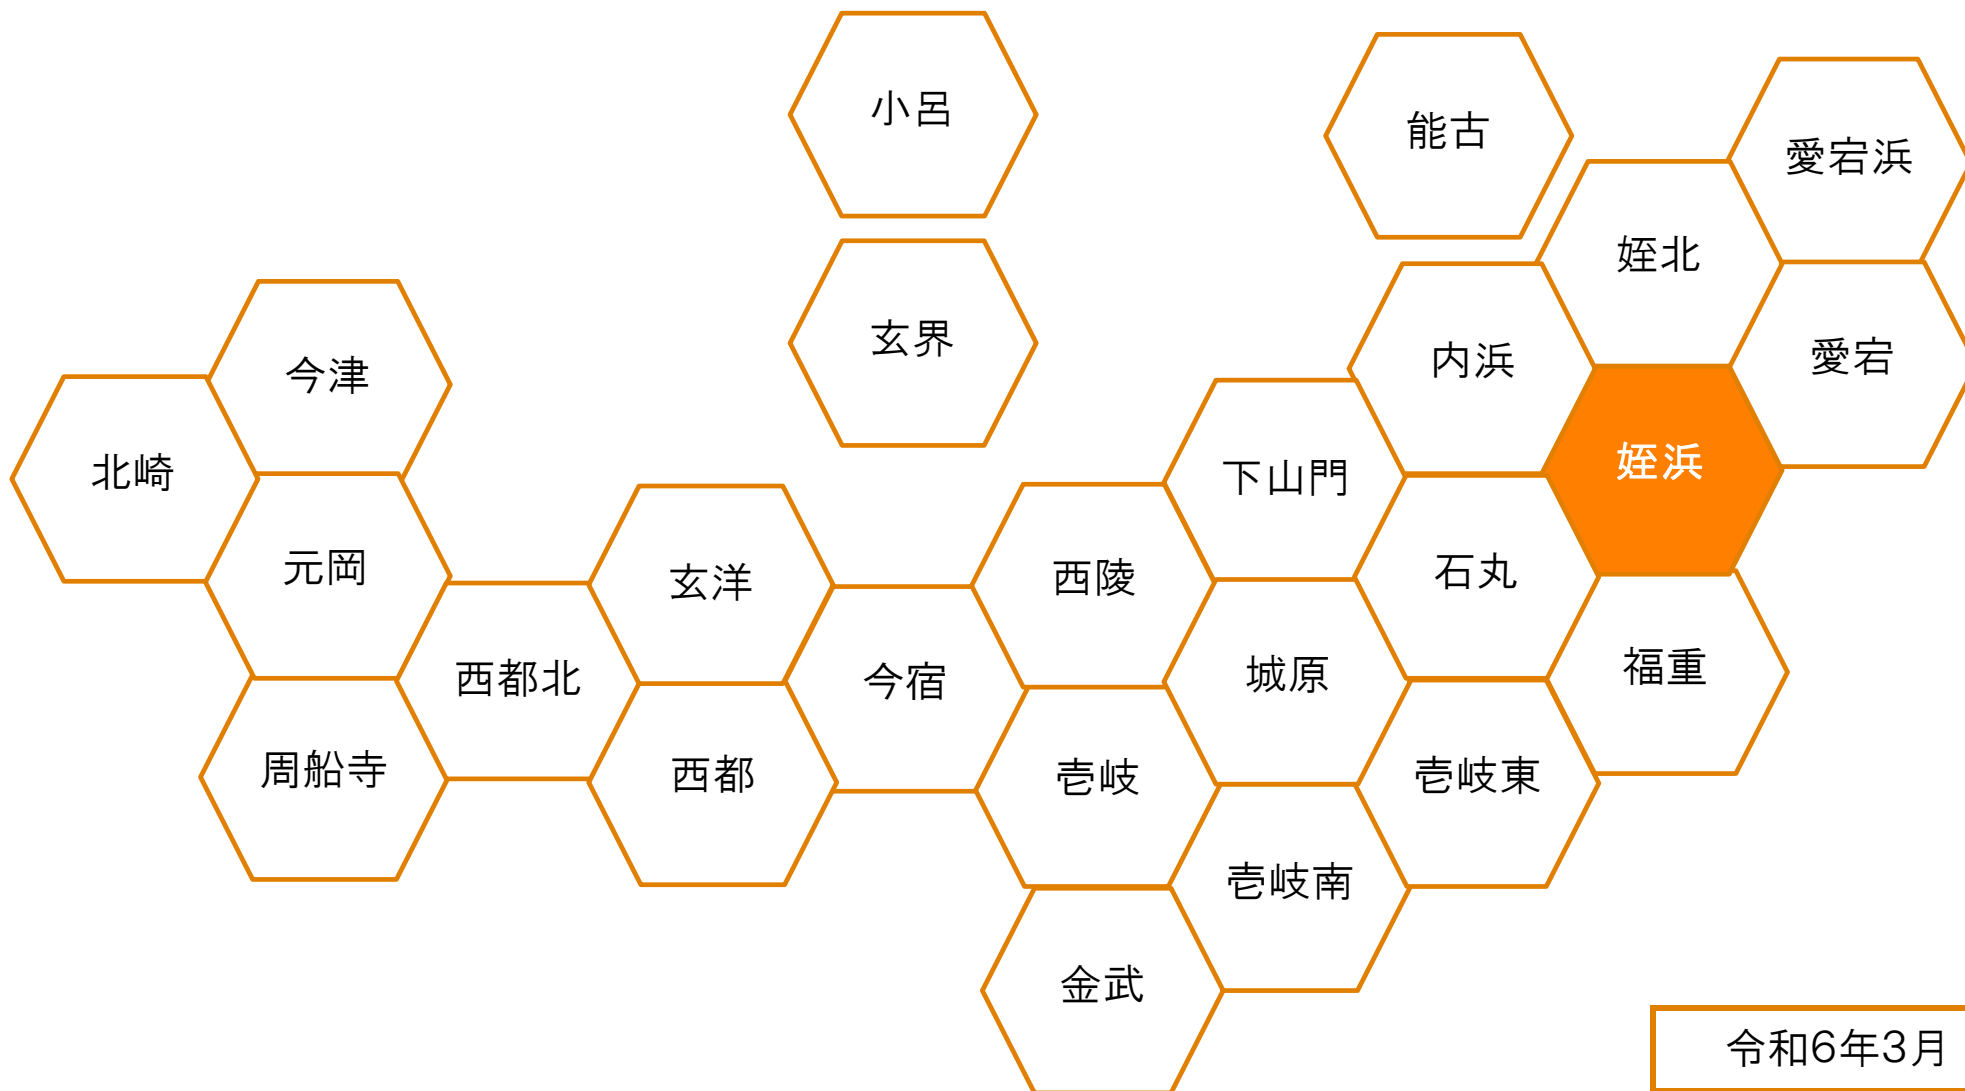 小呂
能古
愛宕浜
姪北
玄界
内浜
愛宕
今津
北崎
下山門
姪浜
元岡
玄洋
西陵
石丸
西都北
今宿
城原
福重
周船寺
西都
壱岐
壱岐東
壱岐南
金武
令和6年3月